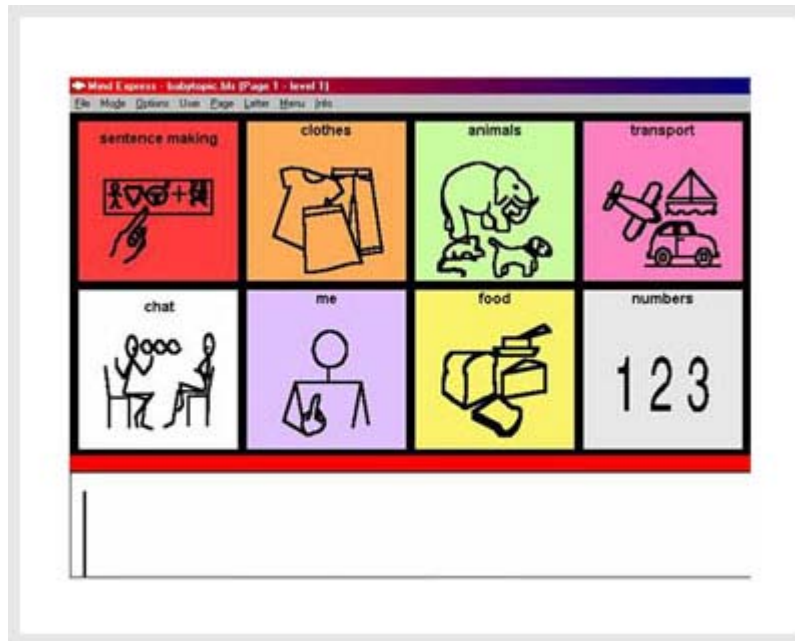 Mind Express - babytopic.bls (Page 1 - level 1)
File Mode Options User Page Letter Menu Info
sentence making
clothes
animals
transport
chat
me
food
numbers
1 2 3